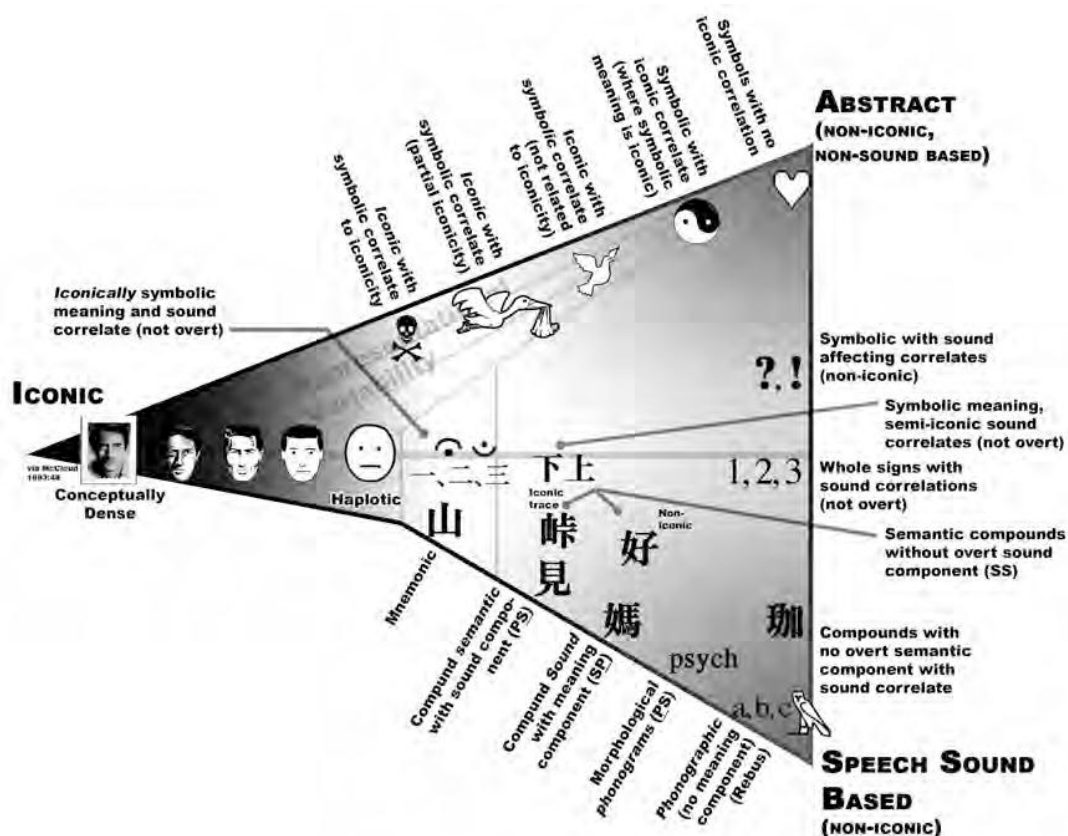 Symbols with no
iconic correlation
Symbolic with
iconic correlate
(where symbolic
meaning is iconic)
Iconic with
symbolic correlate
(not related
to iconicity)
Iconic with
symbolic correlate
(partial iconicity)
Iconic with
symbolic correlate
to iconicity
ABSTRACT
(NON-ICONIC,
NON-SOUND BASED)
Iconically symbolic
meaning and sound
correlate (not overt)
ICONIC
via McCloud
Conceptually
Dense
Haplotic
?, !
Symbolic with sound
affecting correlates
(non-iconic)
Symbolic meaning,
semi-iconic sound
correlates (not overt)
一、二、三
下上
1, 2, 3
Whole signs with
sound correlations
(not overt)
Iconic
trace
Non-
Iconic
山
峠
好
見
Semantic compounds
without overt sound
component (SS)
媽
珈
Compounds with
no overt semantic
component with
sound correlate
psych
a, b, c
Mnemonic
Compund semantic
with sound compo-
nent (PS)
Compund Sound
with meaning
component (SP)
Morphological
phonograms (PS)
Phonographic
(no meaning
component)
(Rebus)
SPEECH SOUND
BASED
(NON-ICONIC)